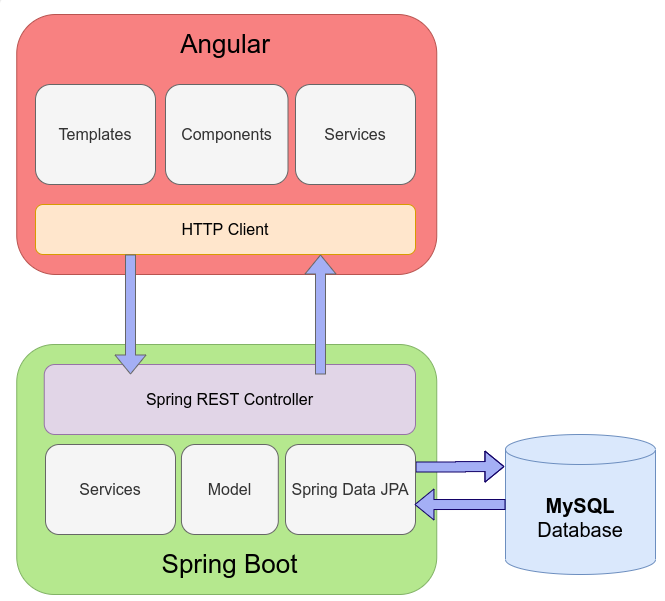 Angular
Templates
Components
Services
HTTP Client
Spring REST Controller
Services
Model
Spring Data JPA
Spring Boot
MySQL
Database